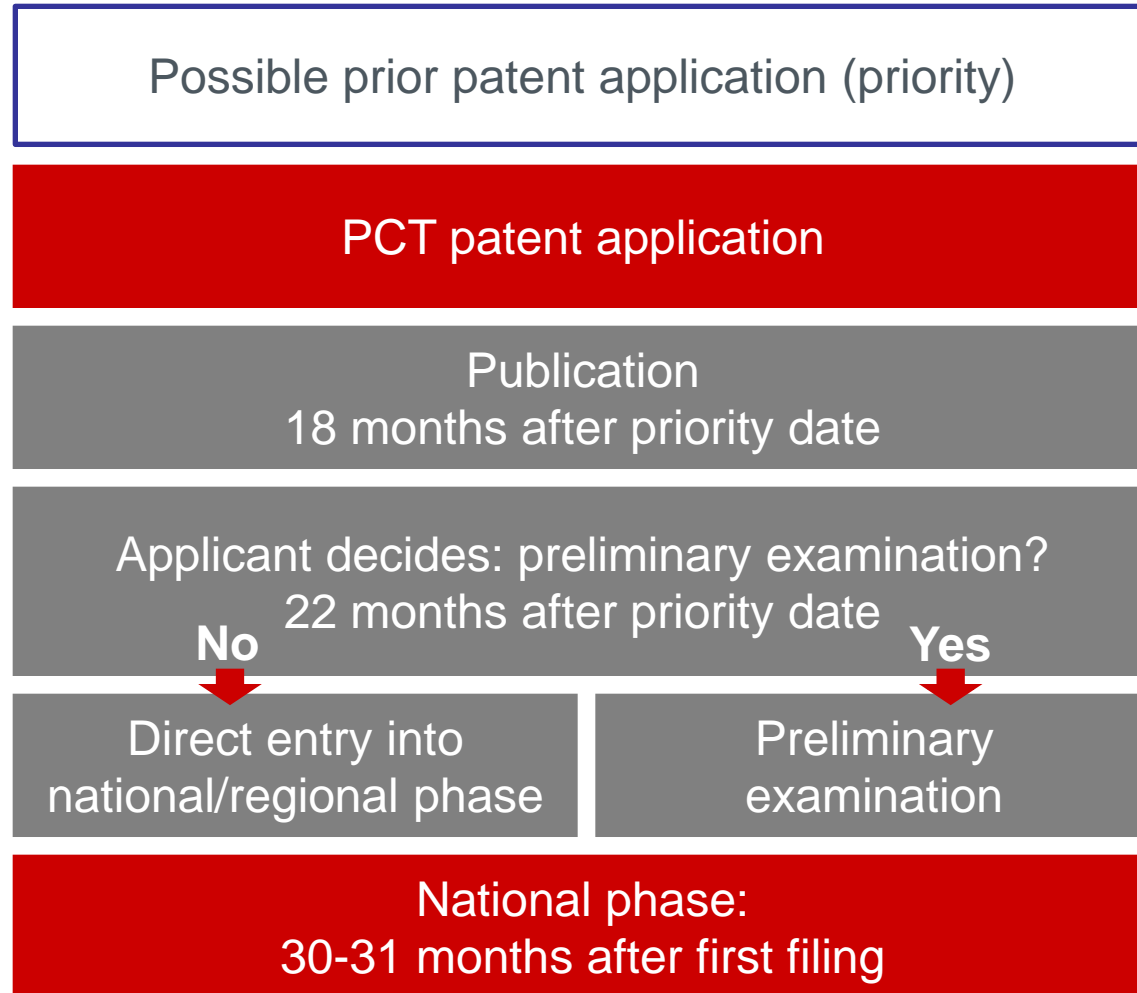 Possible prior patent application (priority)
PCT patent application
Publication
18 months after priority date
Applicant decides: preliminary examination?
22 months after priority date
No
Yes
Direct entry into
national/regional phase
Preliminary
examination
National phase:
30-31 months after first filing